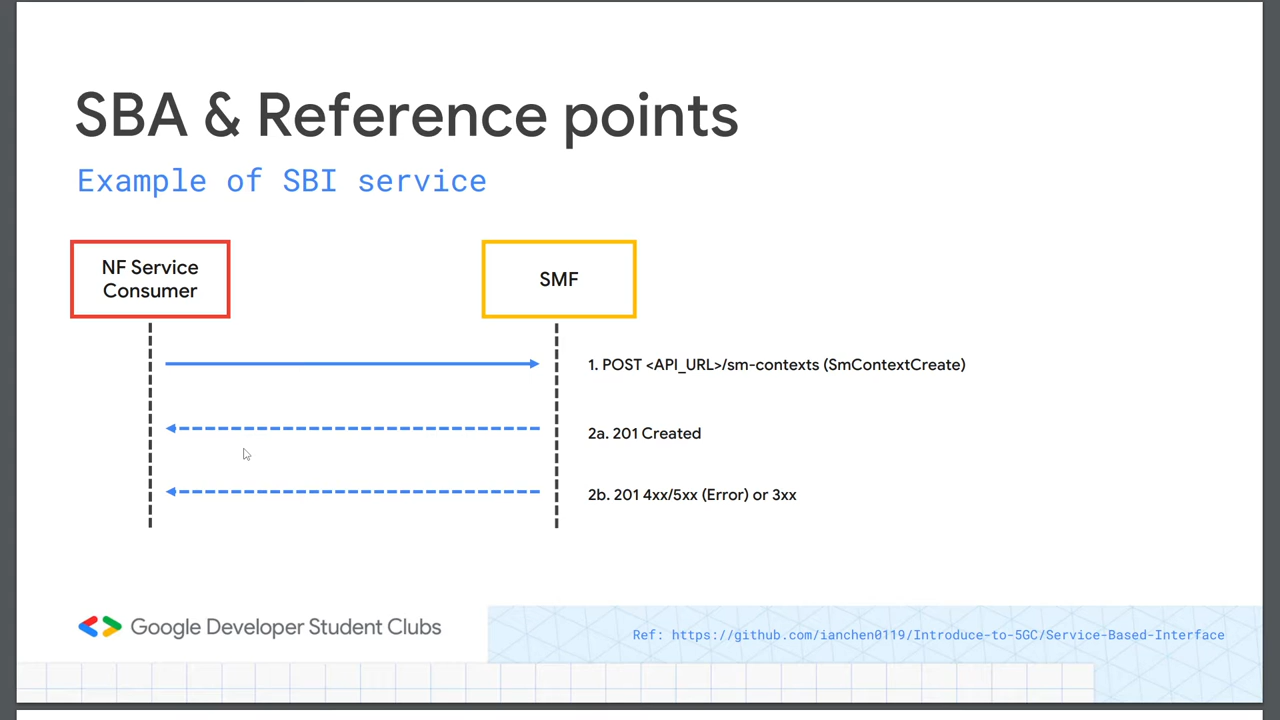 SBA & Reference points
Example of SBI service
NF Service
Consumer
SMF
1. POST <API_URL>/sm-contexts (SmContextCreate)
2a. 201 Created
2b. 201 4xx/5xx (Error) or 3xx
Google Developer Student Clubs
Ref: https://github.com/ianchen0119/Introduce-to-5GC/Service-Based-Interface